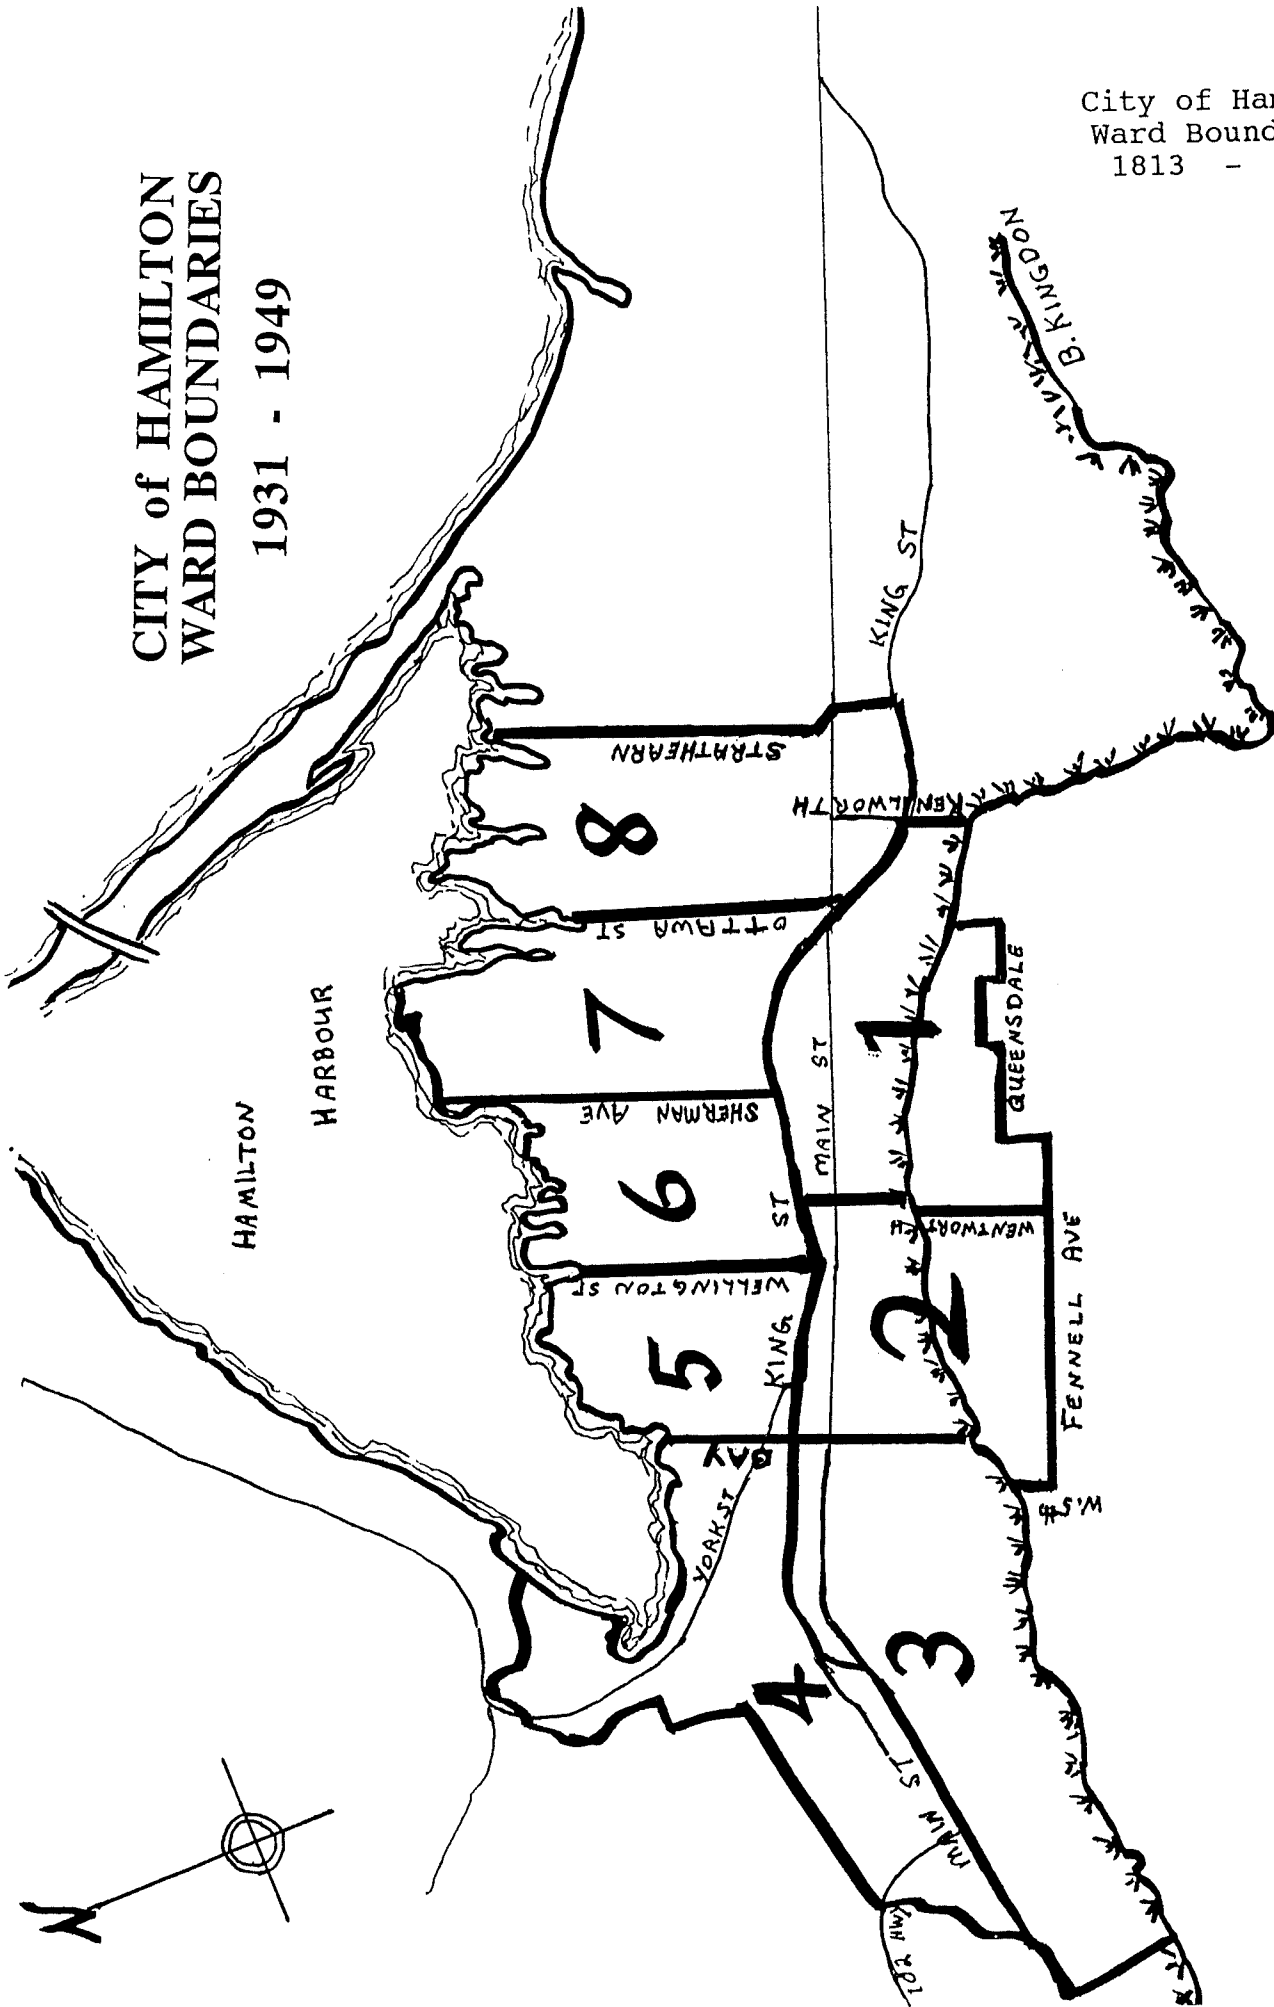 CITY of HAMILTON
WARD BOUNDARIES
1931 - 1949
City of Ha
Ward Bound
1813 -
N
HAMILTON
HARBOUR
B. KINGDON
KING ST
STRATHEARN
KENILWORTH
8
OTTAWA ST
7
SHERMAN AVE
6
WELLINGTON ST
5
BAY
YORK ST
KING ST
MAIN ST
1
QUEENSDALE
WENTWORTH
2
FENNELL AVE
W. 5th
3
4
MAIN ST
102 HWY